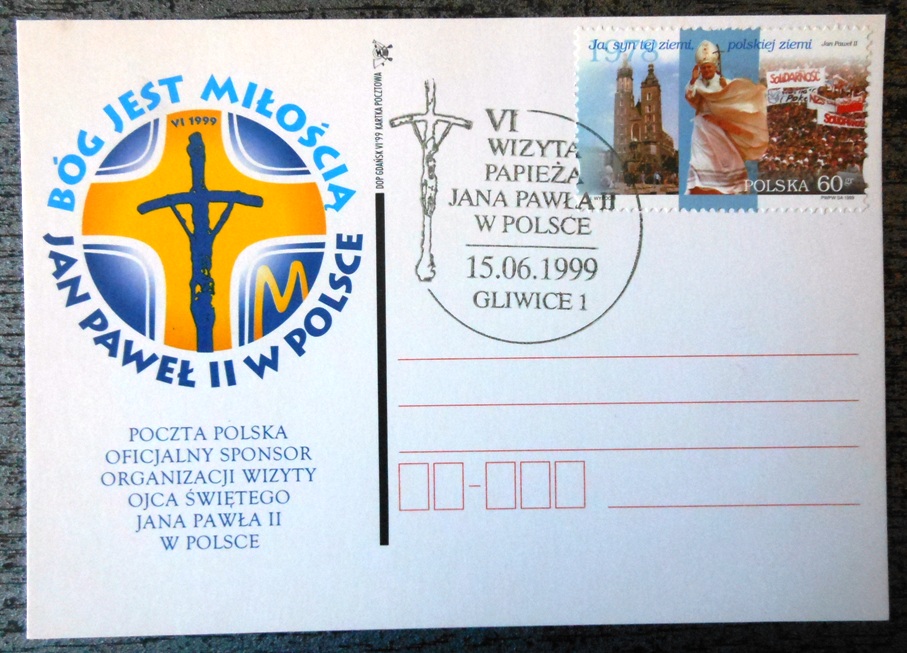 BÓG JEST MIŁOŚCIĄ
VI 1999
JAN PAWEŁ II W POLSCE
POCZTA POLSKA
OFICJALNY SPONSOR
ORGANIZACJI WIZYTY
OJCA ŚWIĘTEGO
JANA PAWŁA II
W POLSCE
DOP GDAŃSK VI '99 KARTKA POCZTOWA
VI
WIZYTA
PAPIEŻA
JANA PAWŁA II
W POLSCE
15.06.1999
GLIWICE 1
1978
Ja, syn tej ziemi, polskiej ziemi
Jan Paweł II
SOLIDARNOŚĆ
POLSKA 60 gr